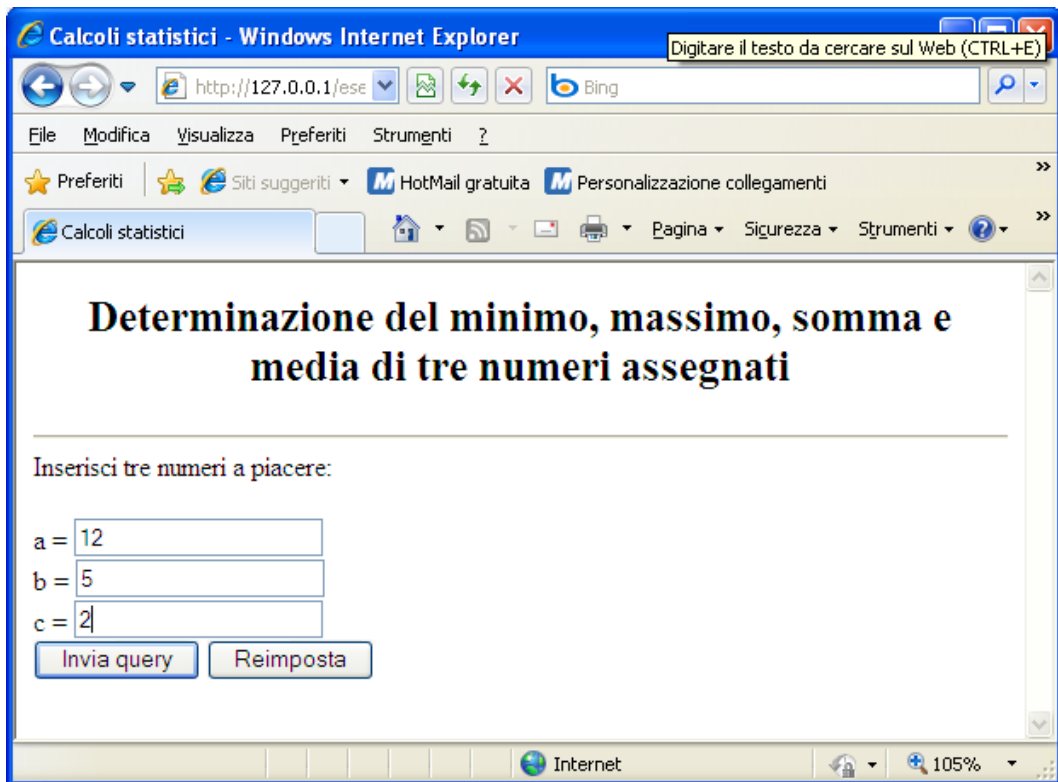 Calcoli statistici - Windows Internet Explorer
Digitare il testo da cercare sul Web (CTRL+E)
http://127.0.0.1/ese
Bing
File Modifica Visualizza Preferiti Strumenti ?
Preferiti Siti suggeriti HotMail gratuita Personalizzazione collegamenti »
Calcoli statistici Pagina Sicurezza Strumenti »
Determinazione del minimo, massimo, somma e
media di tre numeri assegnati
Inserisci tre numeri a piacere:
a = 12
b = 5
c = 2
Invia query Reimposta
Internet 105%